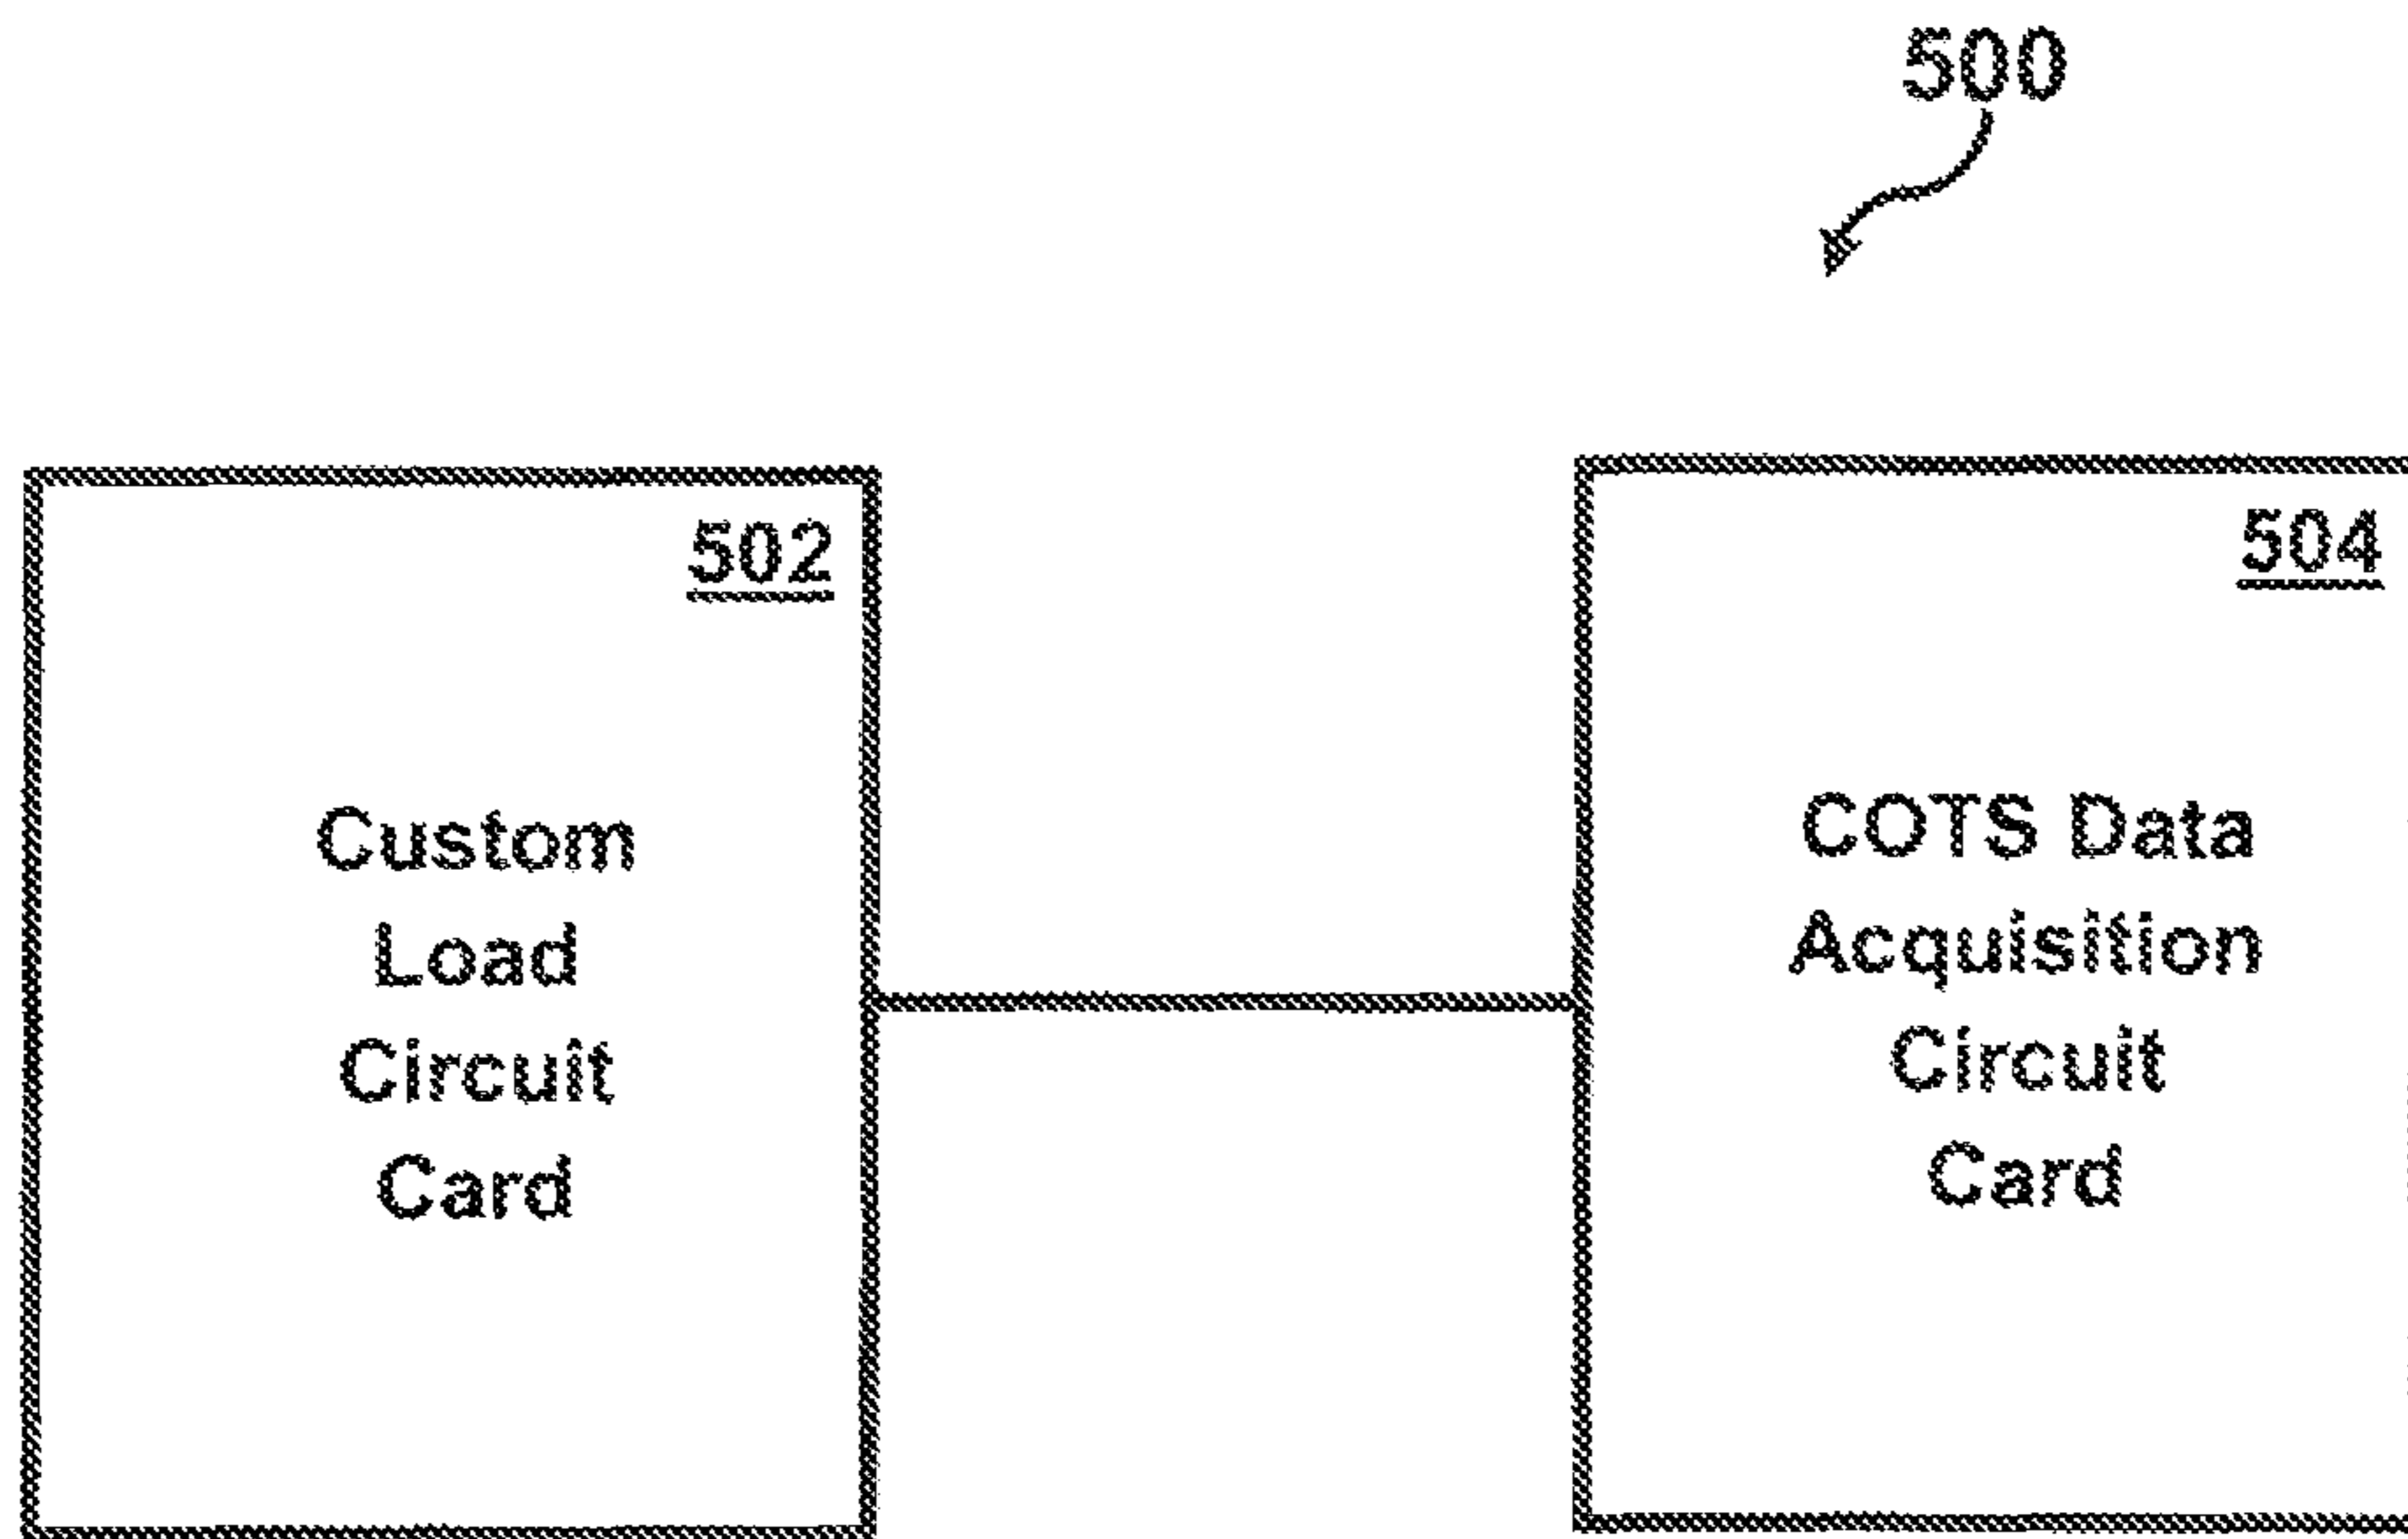 500
502
Custom
Load
Circuit
Card
504
COTS Data
Acquisition
Circuit
Card